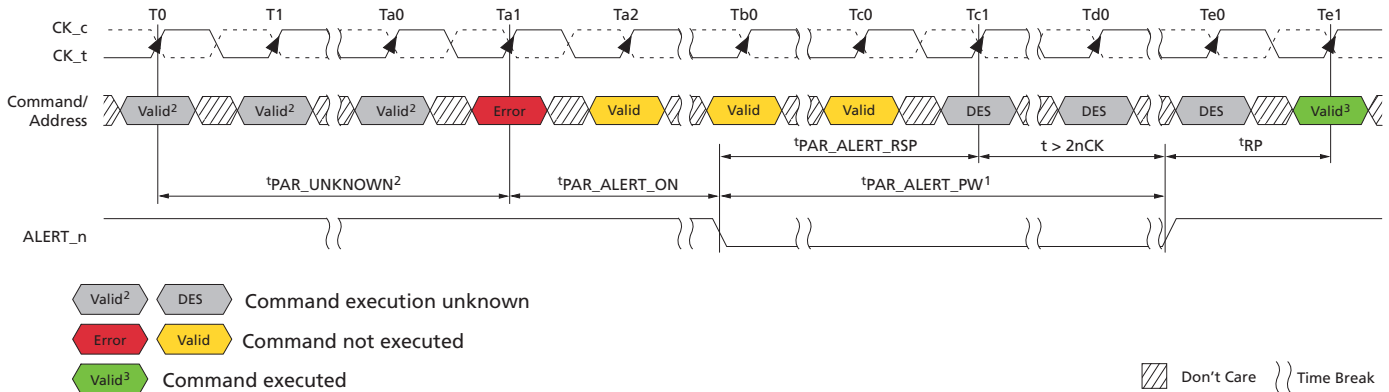 T0 T1 Ta0 Ta1 Ta2 Tb0 Tc0 Tc1 Td0 Te0 Te1
CK_c
CK_t
Command/
Address
Valid² Valid² Valid² Error Valid Valid Valid DES DES DES Valid³
tPAR_ALERT_RSP t > 2nCK tRP
tPAR_UNKNOWN² tPAR_ALERT_ON tPAR_ALERT_PW¹
ALERT_n
Valid² DES Command execution unknown
Error Valid Command not executed
Valid³ Command executed
Don't Care Time Break